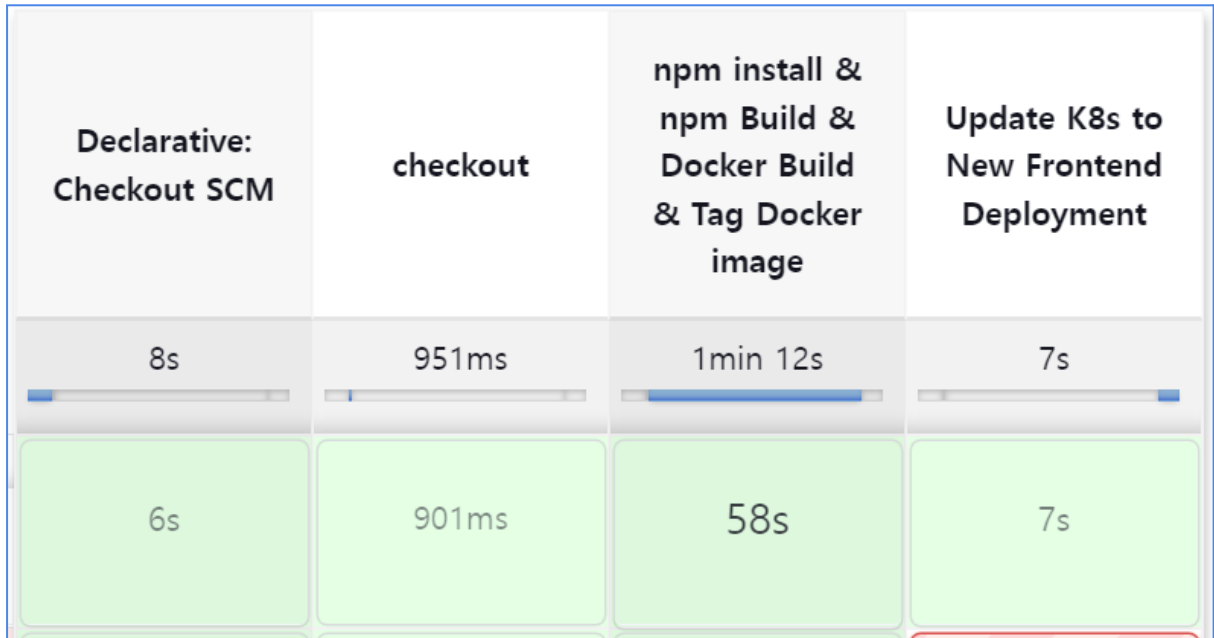 Declarative:
Checkout SCM
checkout
npm install &
npm Build &
Docker Build
& Tag Docker
image
Update K8s to
New Frontend
Deployment
8s
951ms
1min 12s
7s
6s
901ms
58s
7s